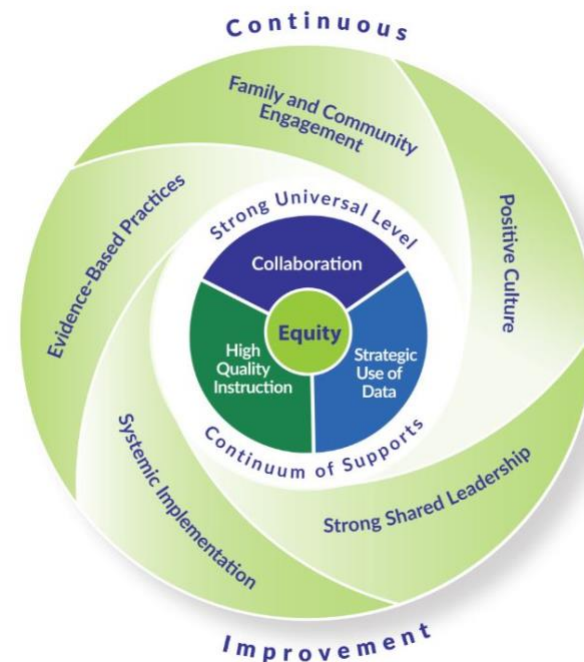 Continuous
Family and Community
Engagement
Positive Culture
Evidence-Based Practices
Strong Universal Level
Collaboration
Equity
High
Quality
Instruction
Strategic
Use of
Data
Continuum of Supports
Systemic Implementation
Strong Shared Leadership
Improvement